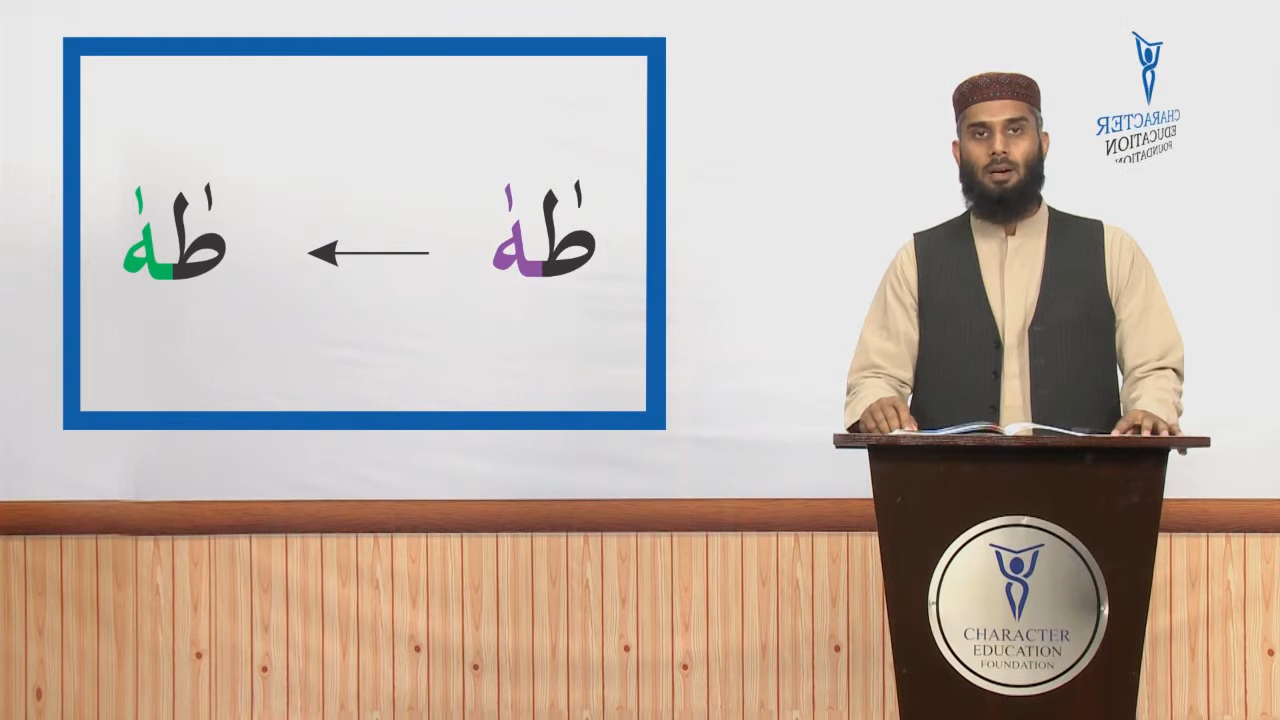 طٰهٰ ← طٰهٰ
CHARACTER
EDUCATION
FOUNDATION
CHARACTER
EDUCATION
FOUNDATION